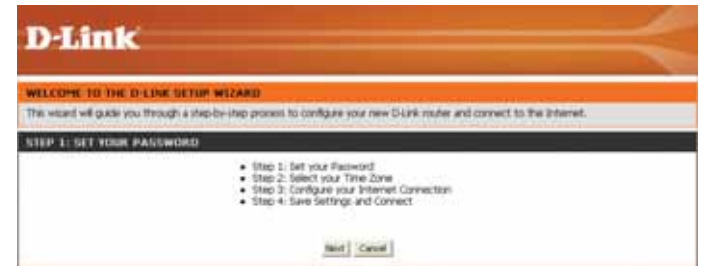 D-Link
WELCOME TO THE D-LINK SETUP WIZARD
This wizard will guide you through a step-by-step process to configure your new D-Link router and connect to the Internet.
STEP 1: SET YOUR PASSWORD
• Step 1: Set your Password
• Step 2: Select your Time Zone
• Step 3: Configure your Internet Connection
• Step 4: Save Settings and Connect
Next Cancel